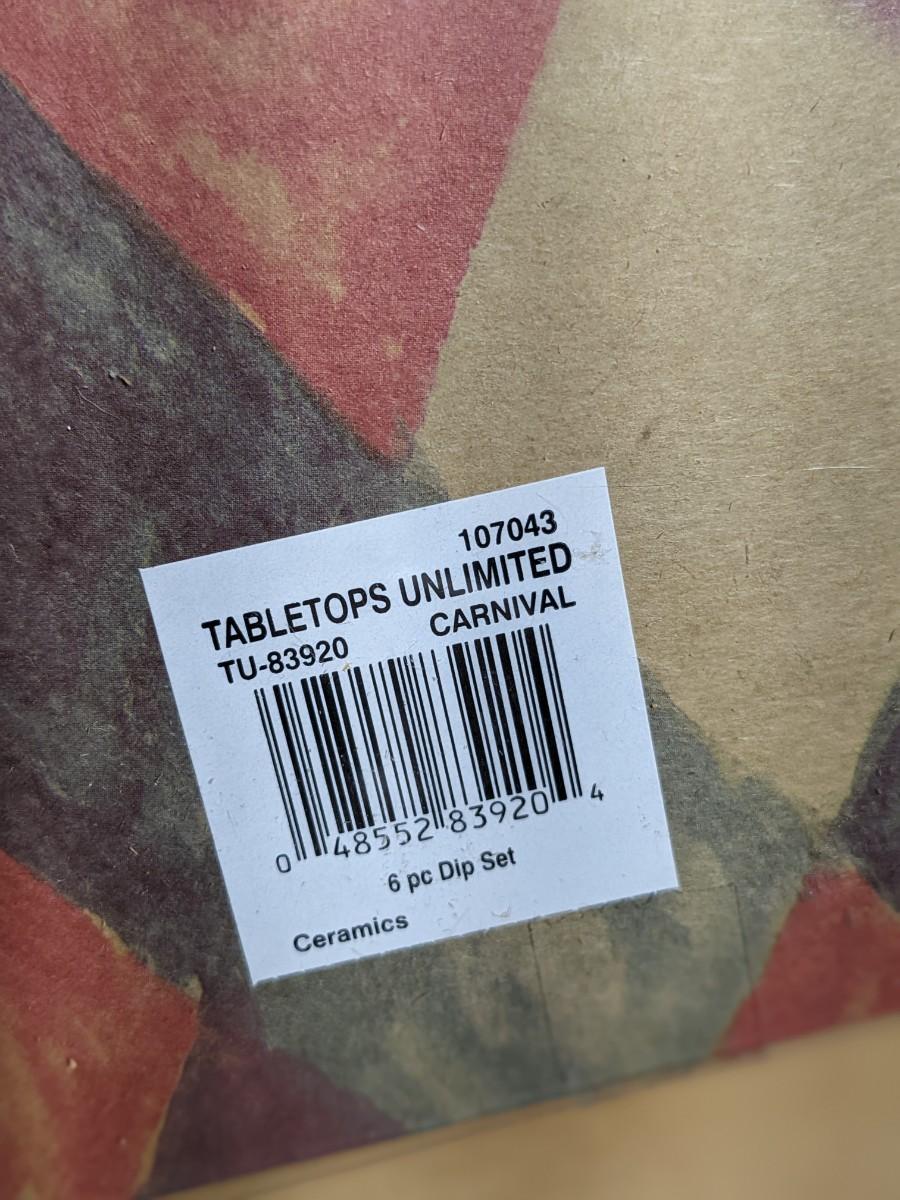 107043
TABLETOPS UNLIMITED
TU-83920 CARNIVAL
0 48552 83920 4
6 pc Dip Set
Ceramics